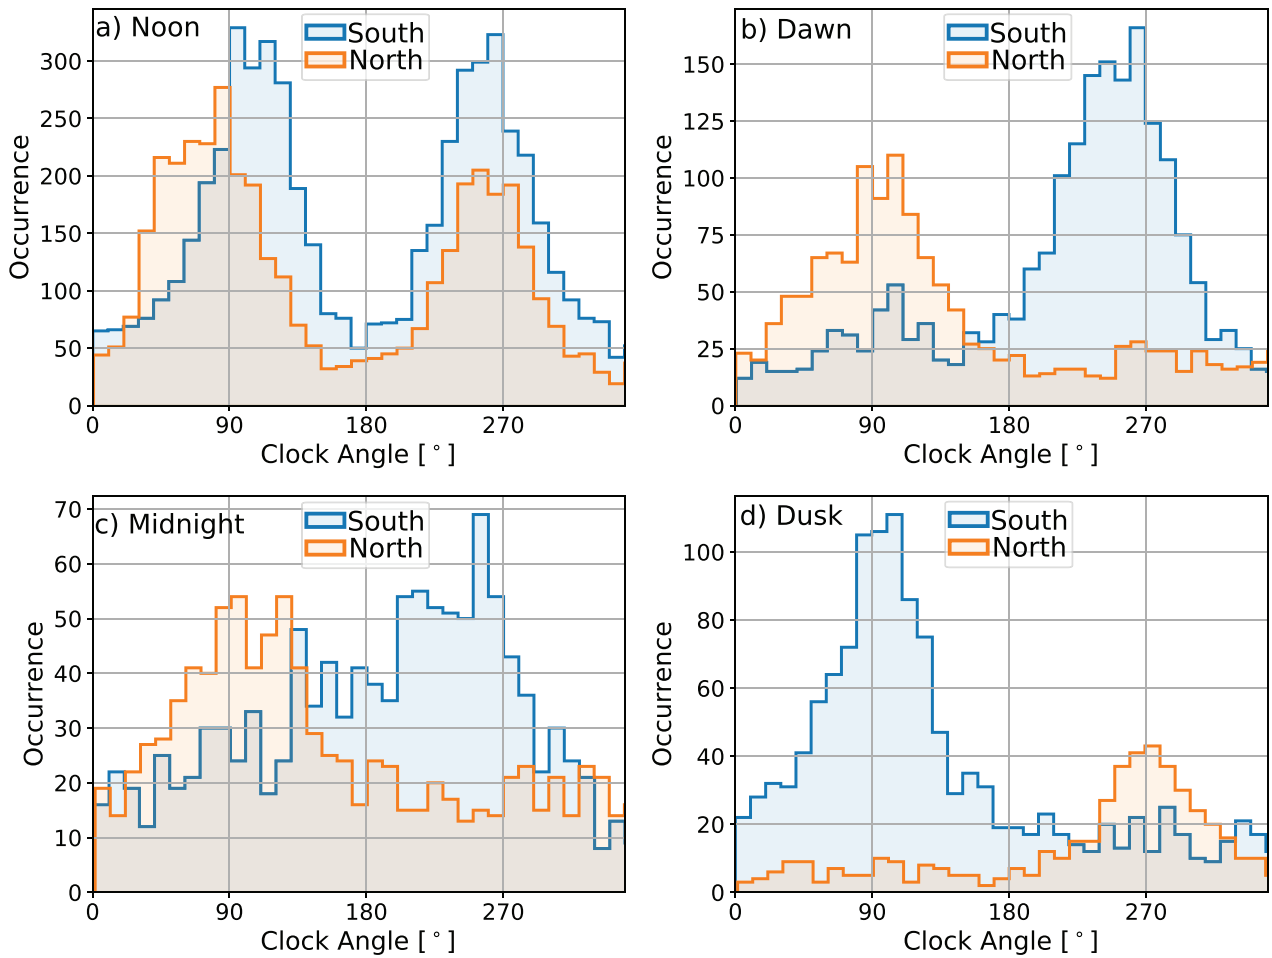 a) Noon
South
North
300
250
200
150
100
50
0
Occurrence
0 90 180 270
Clock Angle [°]
b) Dawn
South
North
150
125
100
75
50
25
0
Occurrence
0 90 180 270
Clock Angle [°]
c) Midnight
South
North
70
60
50
40
30
20
10
0
Occurrence
0 90 180 270
Clock Angle [°]
d) Dusk
South
North
100
80
60
40
20
0
Occurrence
0 90 180 270
Clock Angle [°]